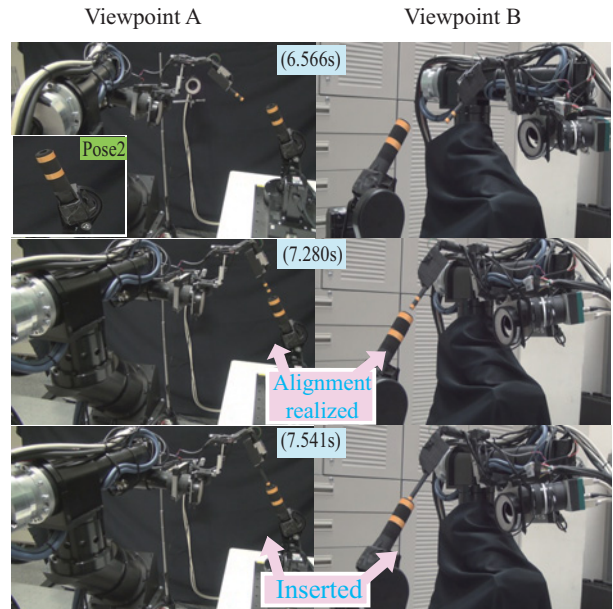 Viewpoint A
Viewpoint B
(6.566s)
Pose2
(7.280s)
Alignment
realized
(7.541s)
Inserted